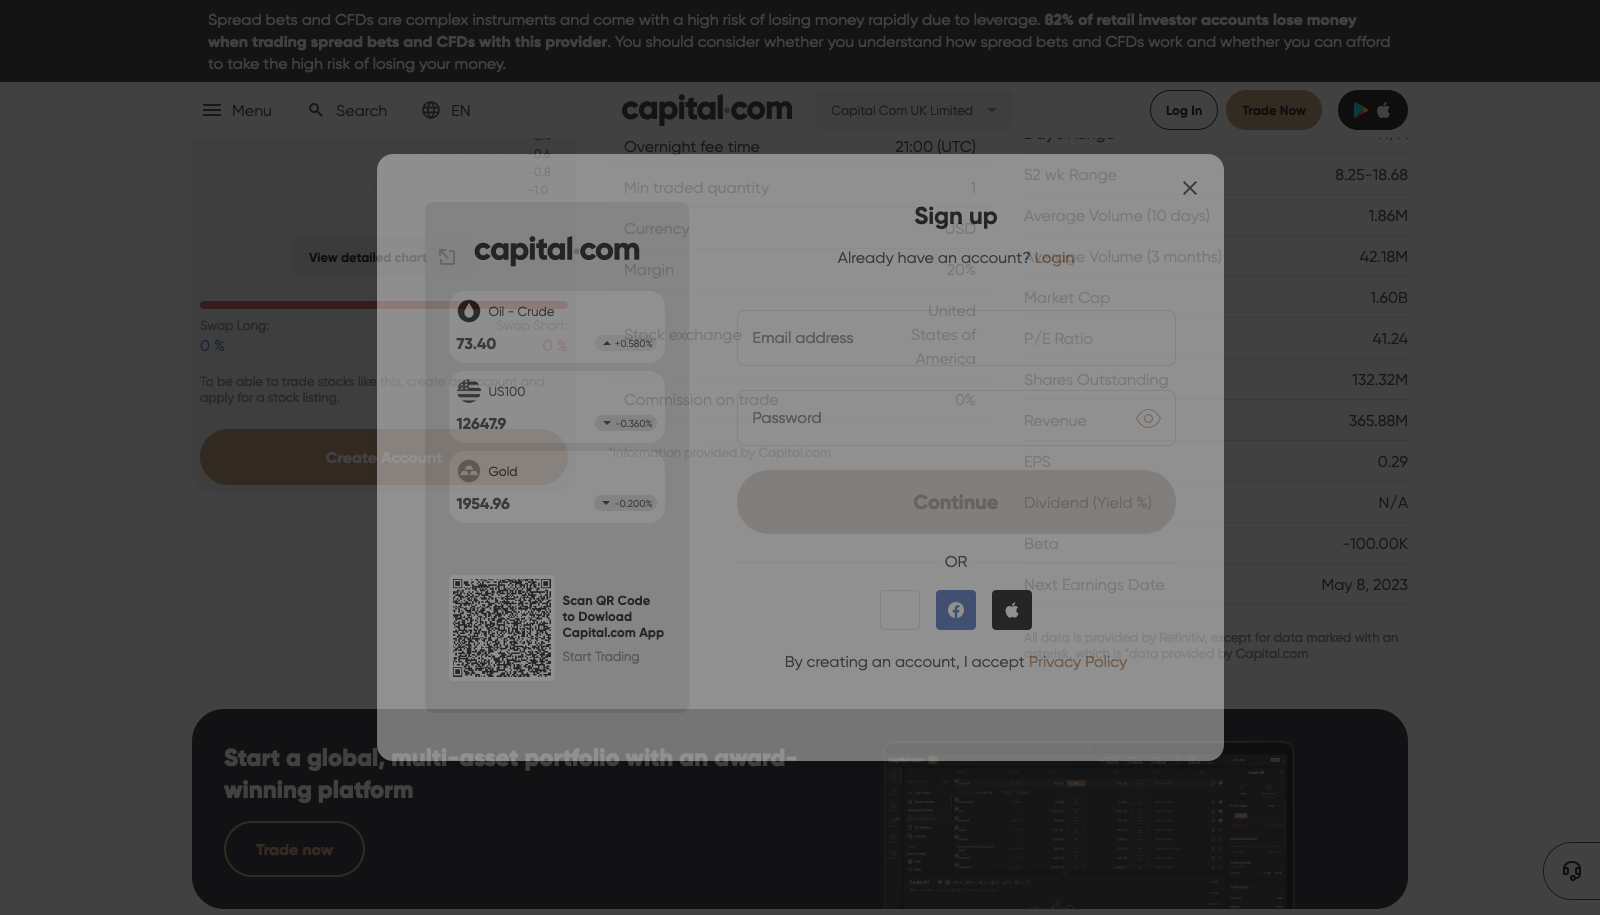 Spread bets and CFDs are complex instruments and come with a high risk of losing money rapidly due to leverage. 82% of retail investor accounts lose money
when trading spread bets and CFDs with this provider. You should consider whether you understand how spread bets and CFDs work and whether you can afford
to take the high risk of losing your money.
Menu
Search
EN
capital.com
Capital Com UK Limited
Log In
Trade Now
-0.6
-0.8
-1.0
View detailed chart
Swap Long:
0 %
Swap Short:
0 %
To be able to trade stocks like this, create an account and
apply for a stock listing.
Create Account
Overnight fee time
21:00 (UTC)
Min traded quantity
1
Currency
USD
Margin
20%
Stock exchange
United
States of
America
Commission on trade
0%
*Information provided by Capital.com
52 wk Range
8.25-18.68
Average Volume (10 days)
1.86M
Average Volume (3 months)
42.18M
Market Cap
1.60B
P/E Ratio
41.24
Shares Outstanding
132.32M
Revenue
365.88M
EPS
0.29
Dividend (Yield %)
N/A
Beta
-100.00K
Next Earnings Date
May 8, 2023
All data is provided by Refinitiv, except for data marked with an
asterisk, which is *data provided by Capital.com
capital.com
Oil - Crude
73.40
+0.580%
US100
12647.9
-0.360%
Gold
1954.96
-0.200%
Scan QR Code
to Dowload
Capital.com App
Start Trading
Sign up
Already have an account? Login
Email address
Password
Continue
OR
By creating an account, I accept Privacy Policy
Start a global, multi-asset portfolio with an award-
winning platform
Trade now